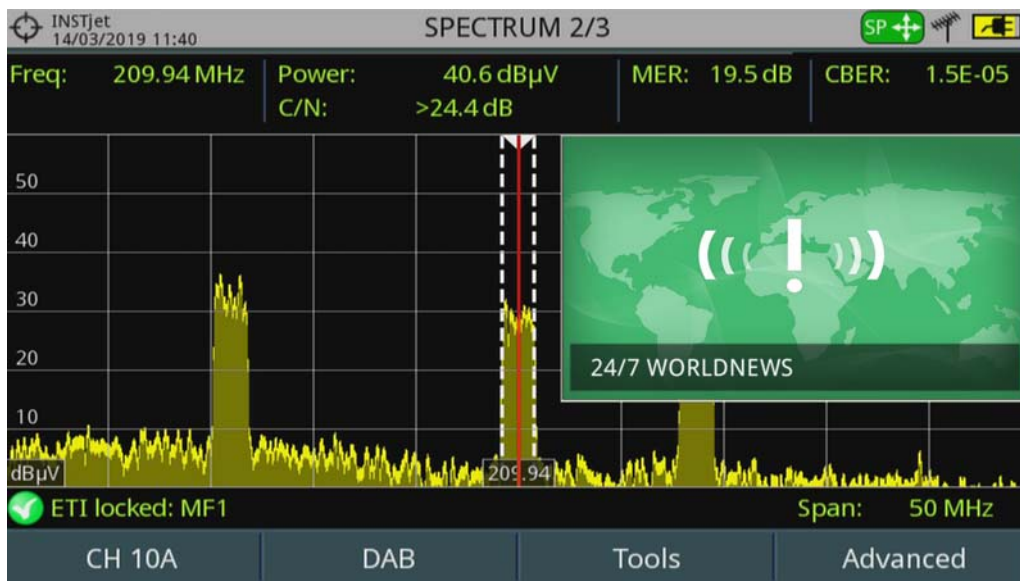 INSTjet
14/03/2019 11:40
SPECTRUM 2/3
SP
Freq: 209.94 MHz
Power: 40.6 dBµV
MER: 19.5 dB
CBER: 1.5E-05
C/N: >24.4 dB
50
40
30
20
10
dBµV
209.94
24/7 WORLDNEWS
ETI locked: MF1
Span: 50 MHz
CH 10A
DAB
Tools
Advanced